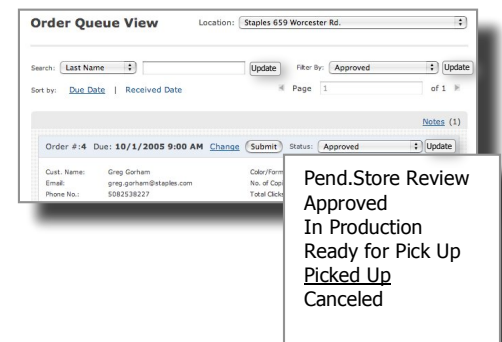 Order Queue View Location: Staples 659 Worcester Rd.
Search: Last Name Update Filter By: Approved Update
Sort by: Due Date | Received Date Page 1 of 1
Notes (1)
Order #:4 Due: 10/1/2005 9:00 AM Change Submit Status: Approved Update
Cust. Name: Greg Gorham Color/Form
Email: greg.gorham@staples.com No. of Copi
Phone No.: 5082538227 Total Click
Pend.Store Review
Approved
In Production
Ready for Pick Up
Picked Up
Canceled